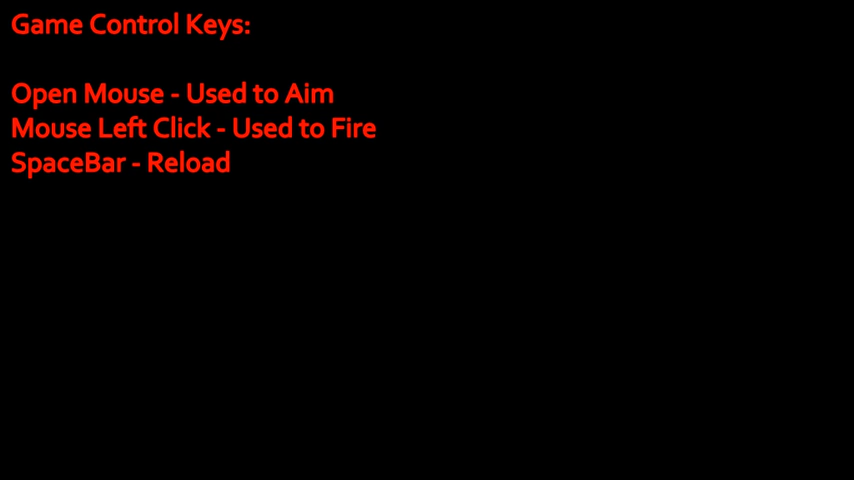 Game Control Keys:
Open Mouse - Used to Aim
Mouse Left Click - Used to Fire
SpaceBar - Reload